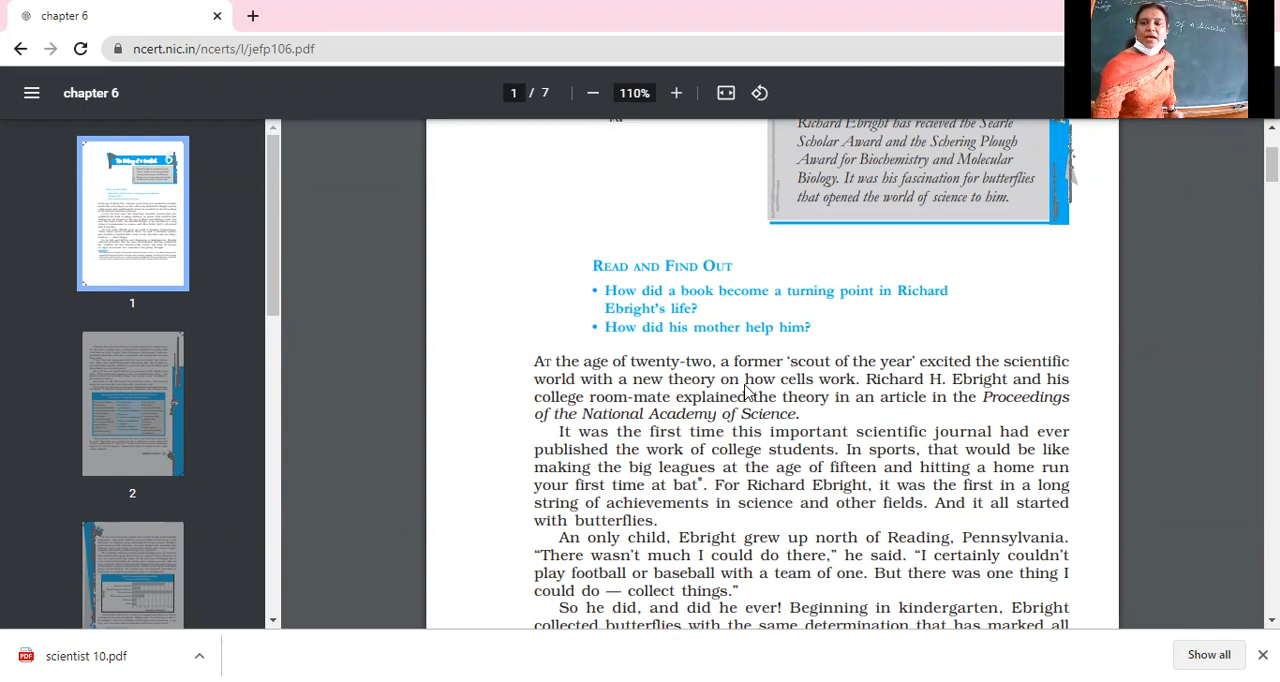 chapter 6
ncert.nic.in/ncerts/l/jefp106.pdf
of a Scientist
chapter 6
1 / 7
110%
1
2
Richard Ebright has recieved the Searle
Scholar Award and the Schering Plough
Award for Biochemistry and Molecular
Biology. It was his fascination for butterflies
that opened the world of science to him.
READ AND FIND OUT
• How did a book become a turning point in Richard
Ebright's life?
• How did his mother help him?
At the age of twenty-two, a former 'scout of the year' excited the scientific
world with a new theory on how cells work. Richard H. Ebright and his
college room-mate explained the theory in an article in the Proceedings
of the National Academy of Science.
It was the first time this important scientific journal had ever
published the work of college students. In sports, that would be like
making the big leagues at the age of fifteen and hitting a home run
your first time at bat*. For Richard Ebright, it was the first in a long
string of achievements in science and other fields. And it all started
with butterflies.
An only child, Ebright grew up north of Reading, Pennsylvania.
“There wasn't much I could do there,” he said. “I certainly couldn't
play football or baseball with a team of one. But there was one thing I
could do — collect things.”
So he did, and did he ever! Beginning in kindergarten, Ebright
collected butterflies with the same determination that has marked all
PDF
scientist 10.pdf
Show all